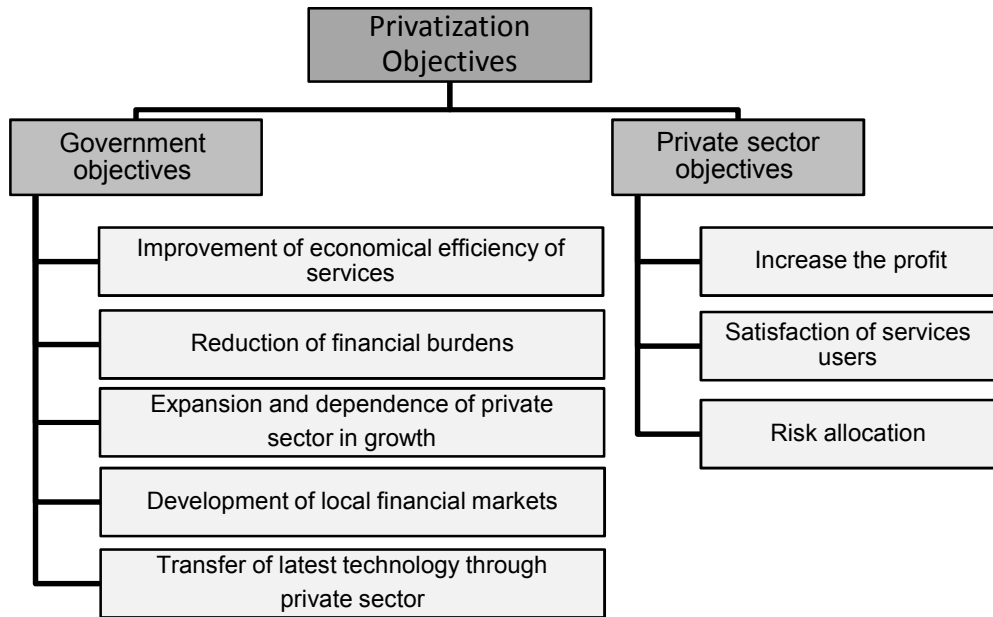 Privatization
Objectives
Government
objectives
Improvement of economical efficiency of
services
Reduction of financial burdens
Expansion and dependence of private
sector in growth
Development of local financial markets
Transfer of latest technology through
private sector
Private sector
objectives
Increase the profit
Satisfaction of services
users
Risk allocation